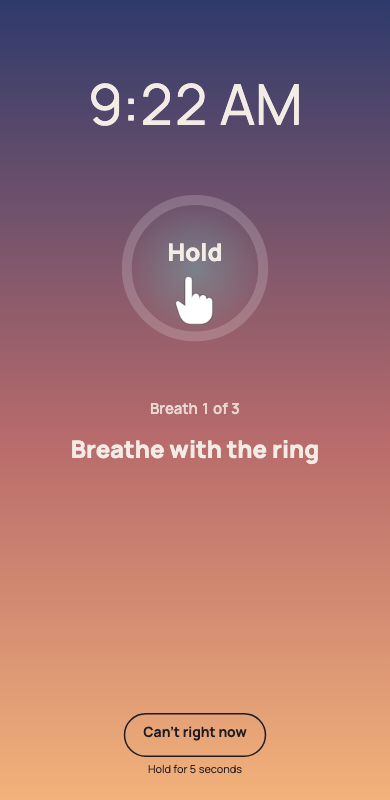 9:22 AM
Hold
Breath 1 of 3
Breathe with the ring
Can't right now
Hold for 5 seconds